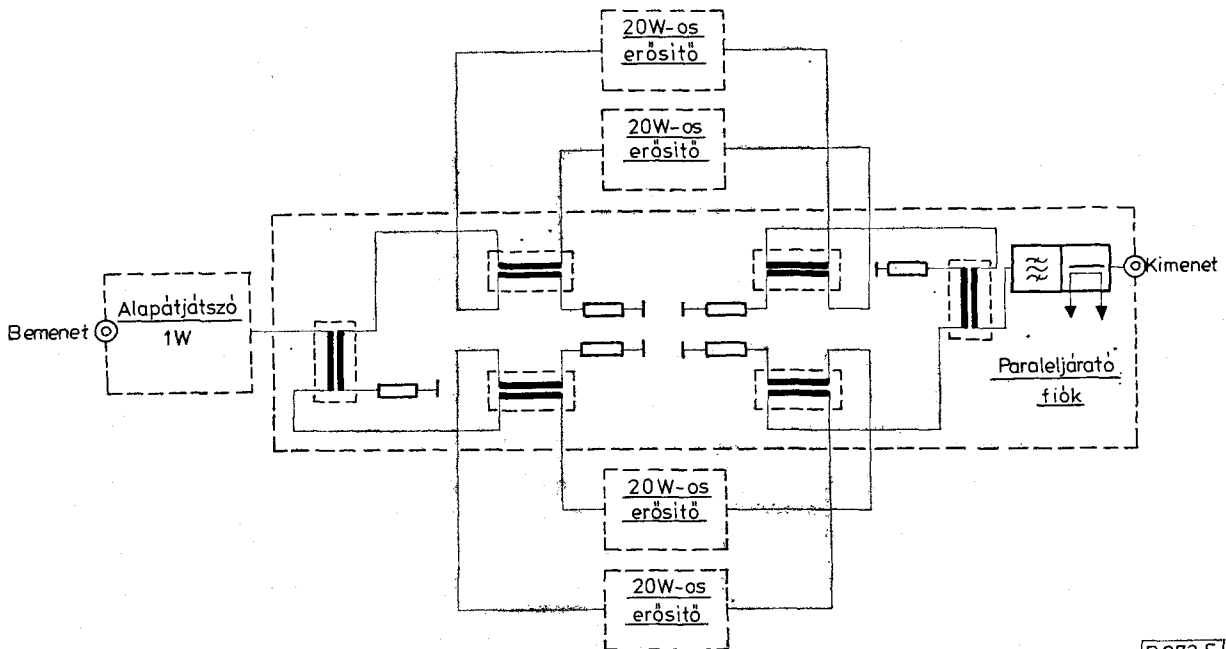 20W-os
erősitő
20W-os
erősitő
Bemenet
Alapátjátszó
1W
Kimenet
Paraleljárató
fiók
20W-os
erősitő
20W-os
erősitő